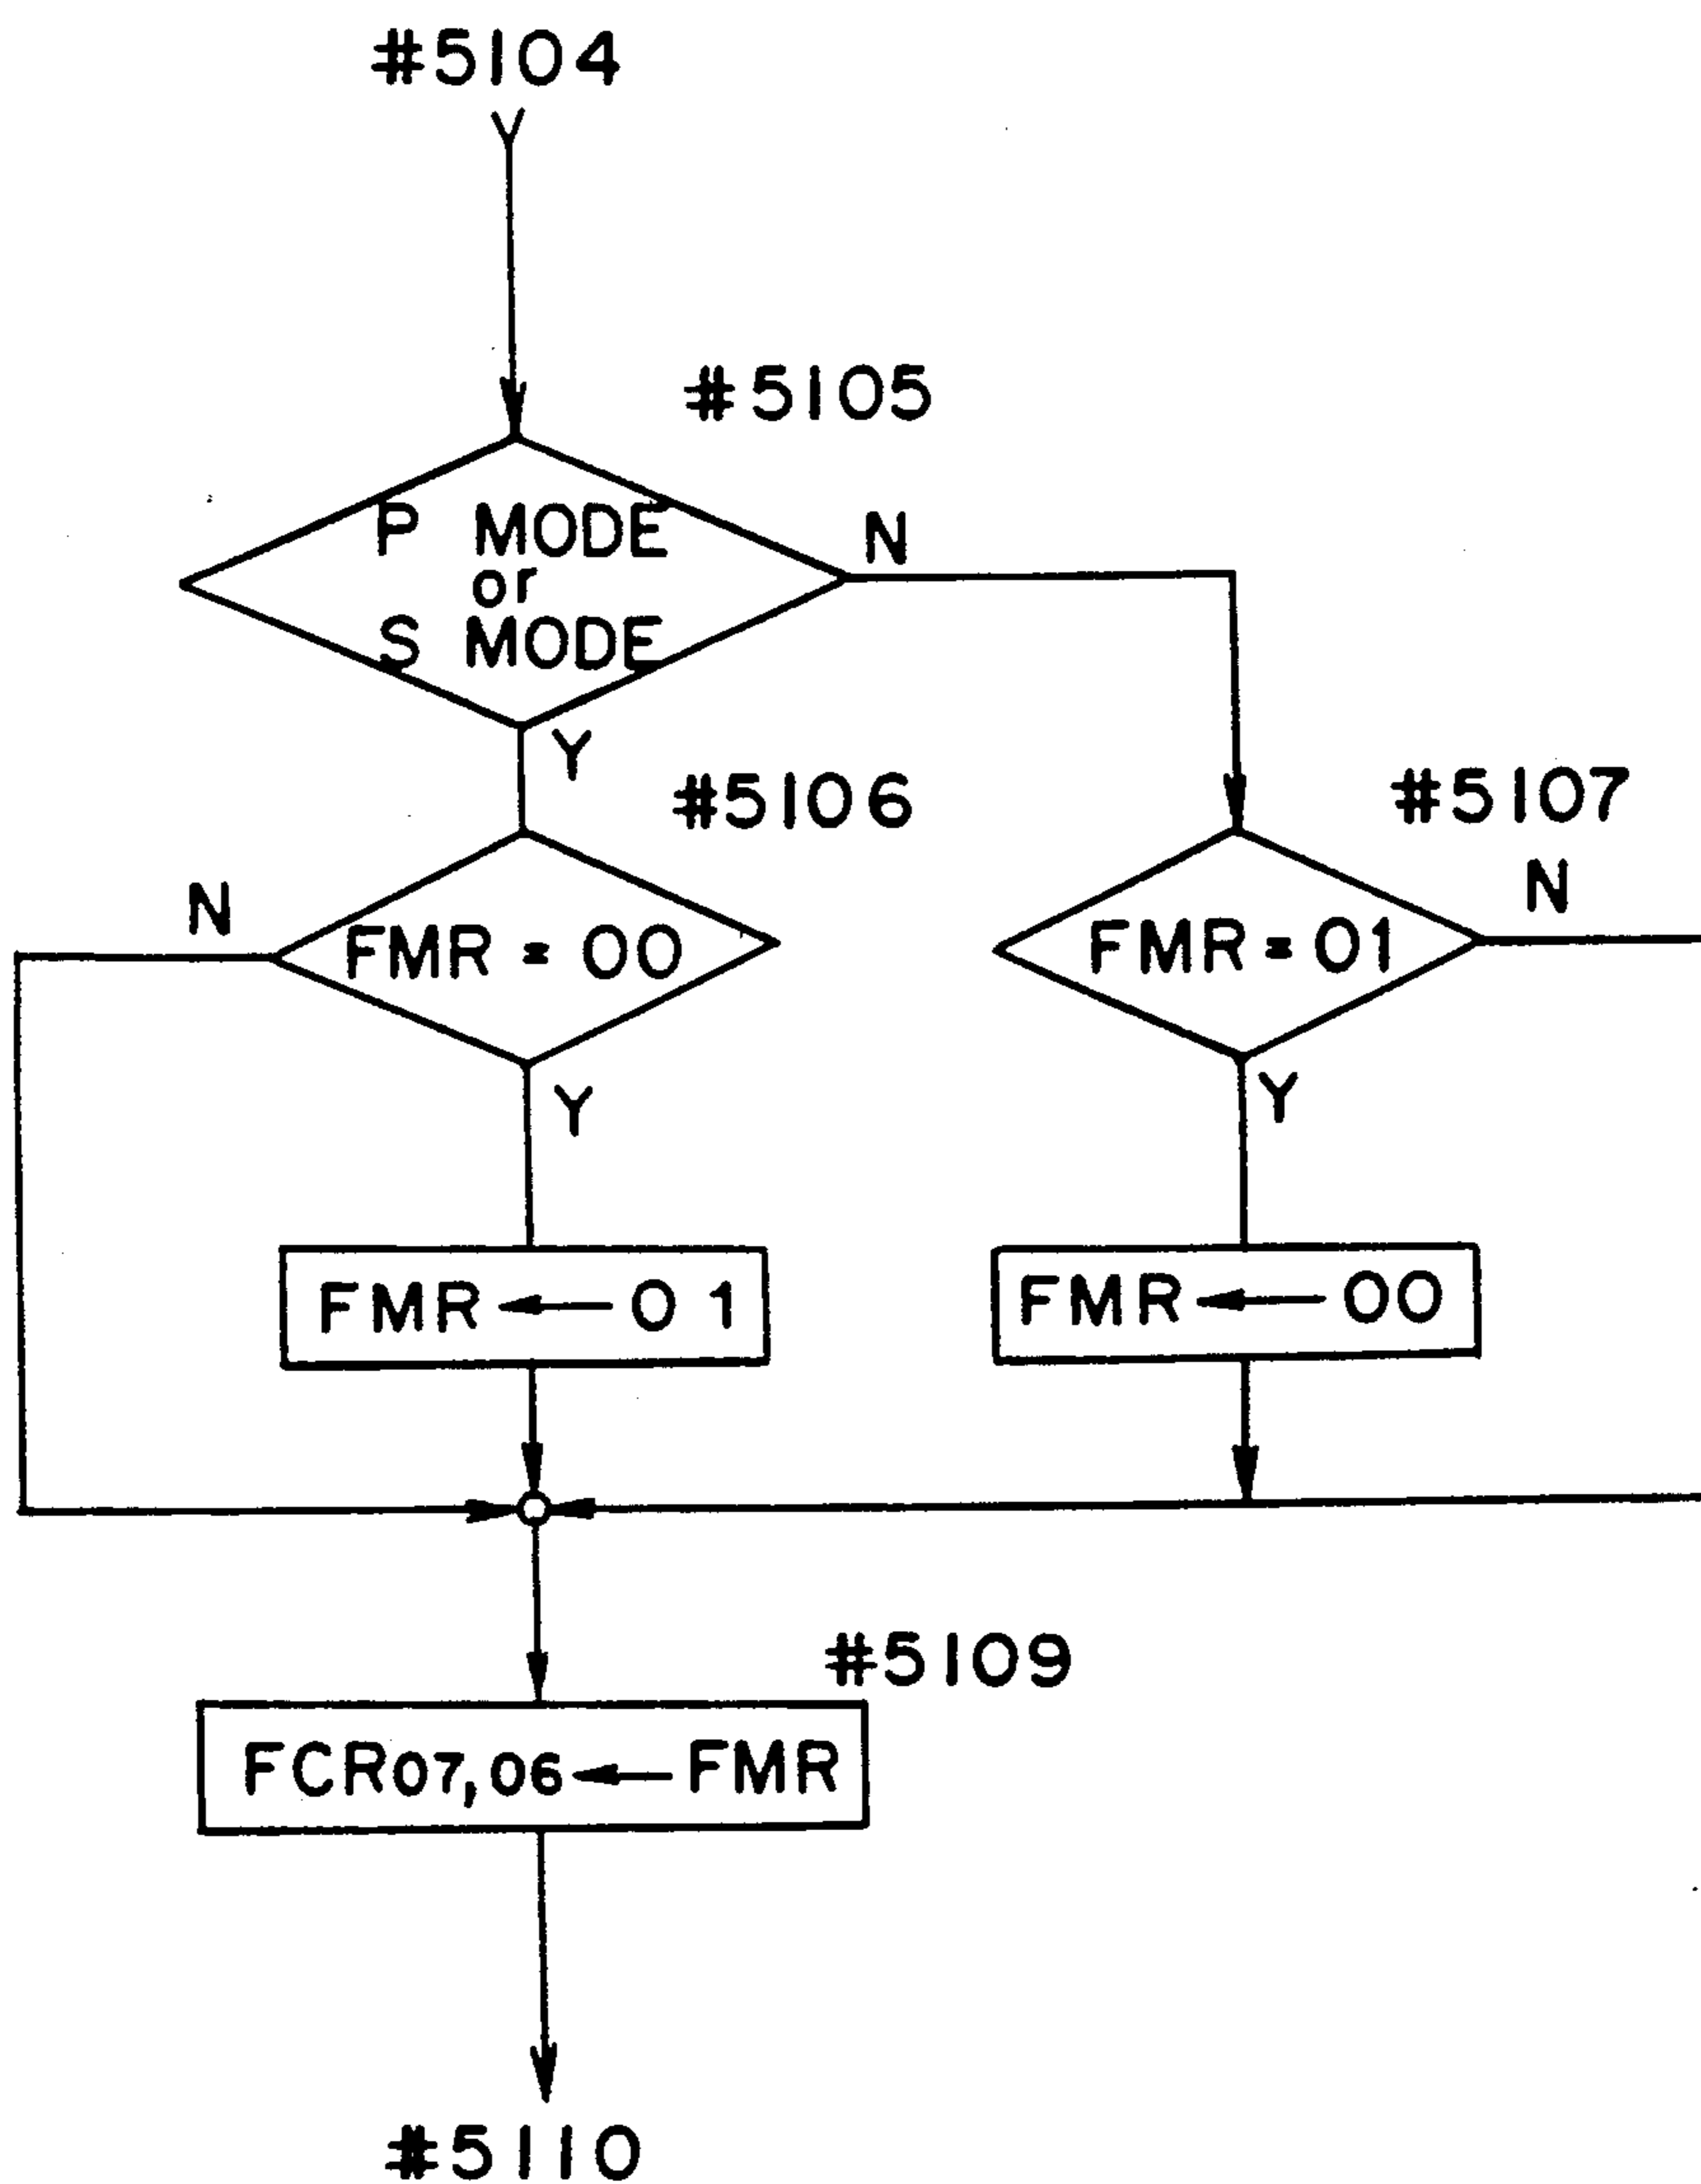 #5104
Y
#5105
P MODE
or
S MODE
N
Y
#5106
#5107
N
FMR = 00
FMR = 01
N
Y
Y
FMR ← 01
FMR ← 00
#5109
FCR07,06 ← FMR
#5110